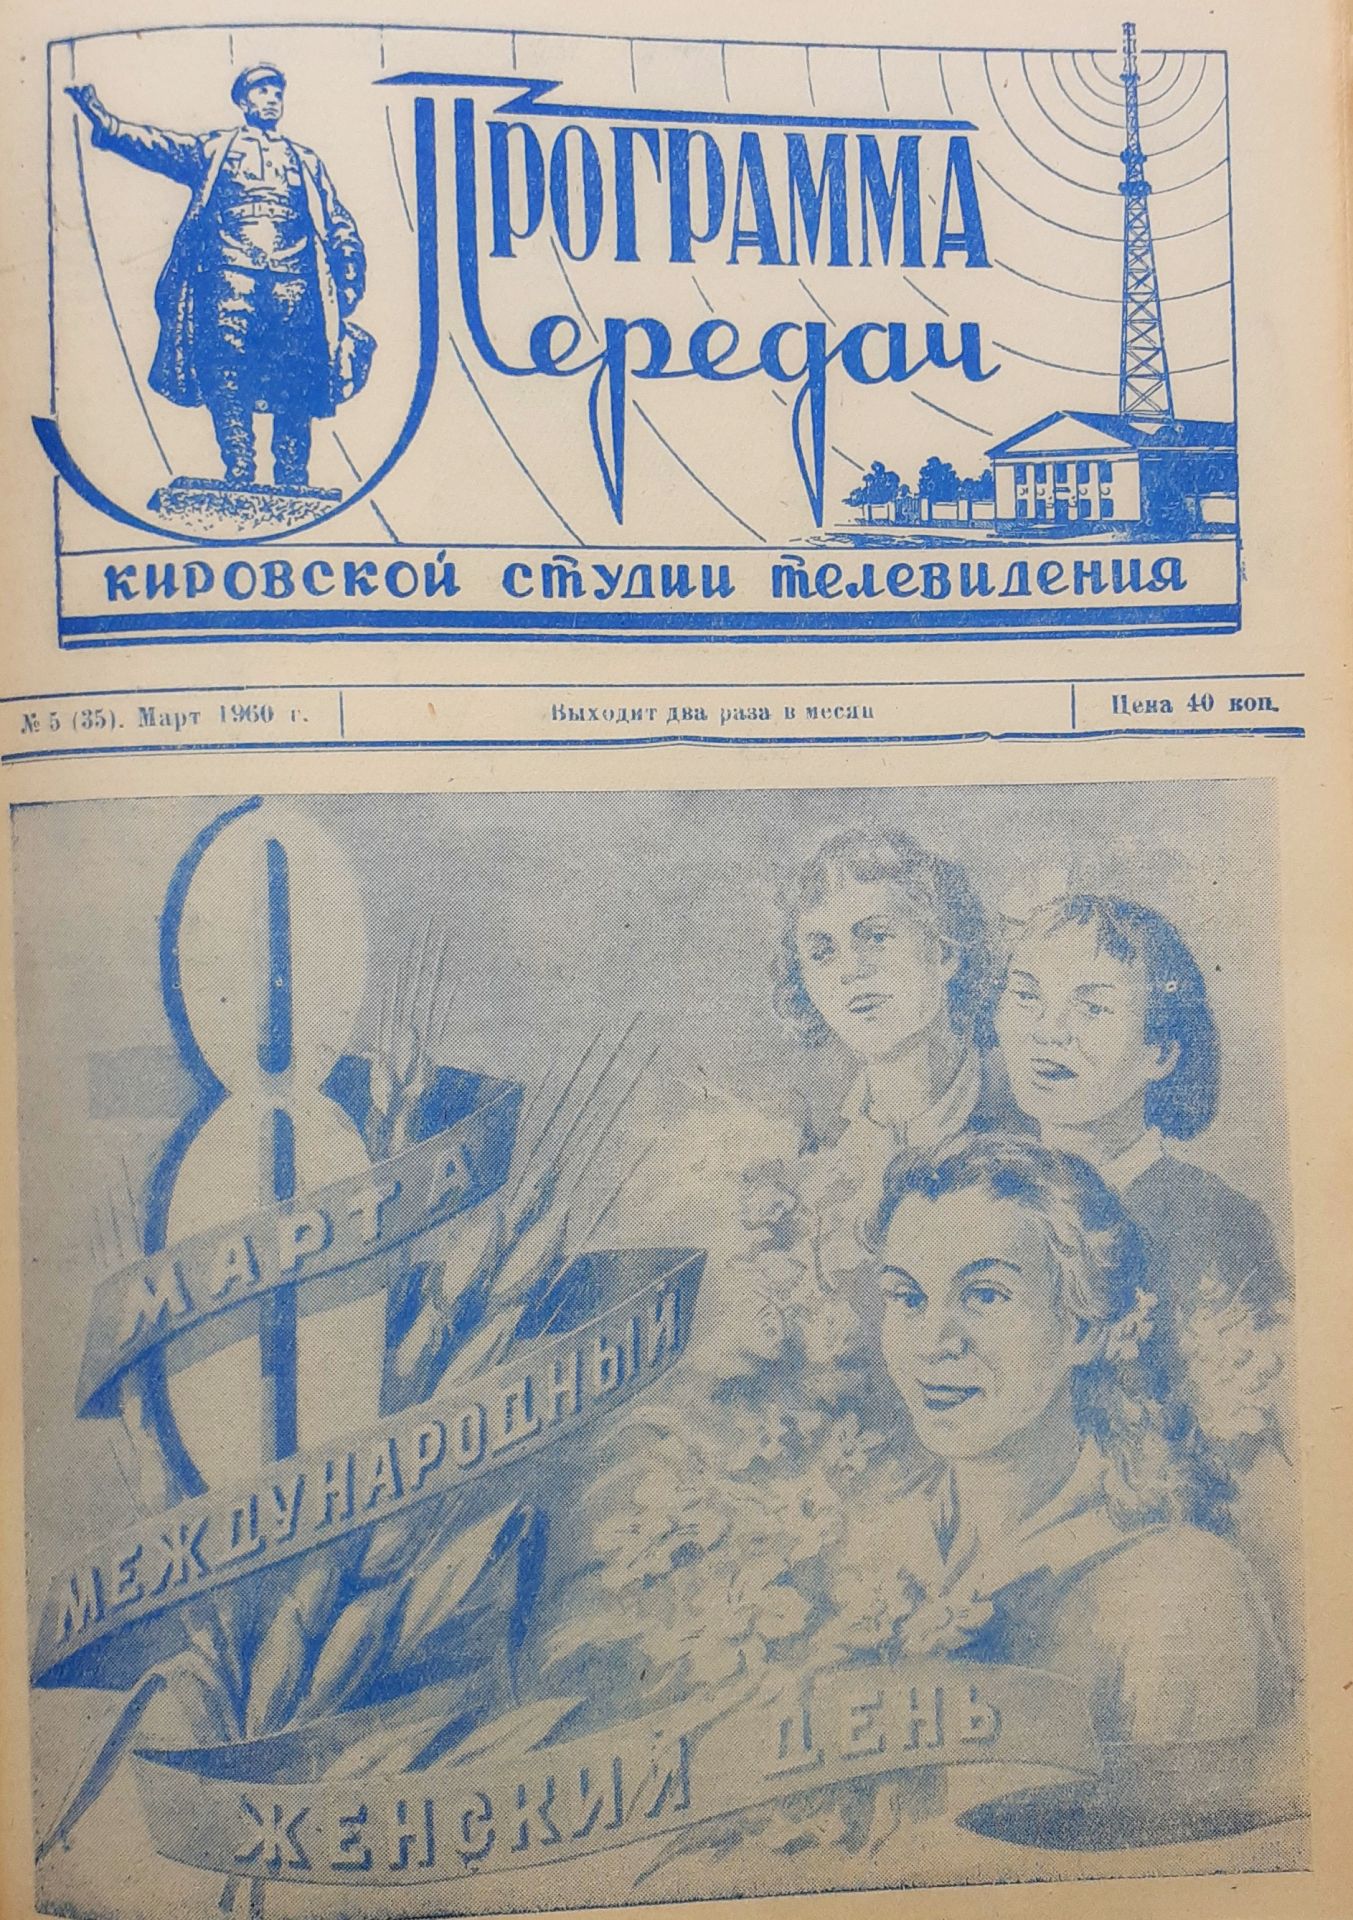 Программа
Передач
кировской студии телевидения
№ 5 (35). Март 1960 г.
Выходит два раза в месяц
Цена 40 коп.
8
МАРТА
МЕЖДУНАРОДНЫЙ
ЖЕНСКИЙ ДЕНЬ